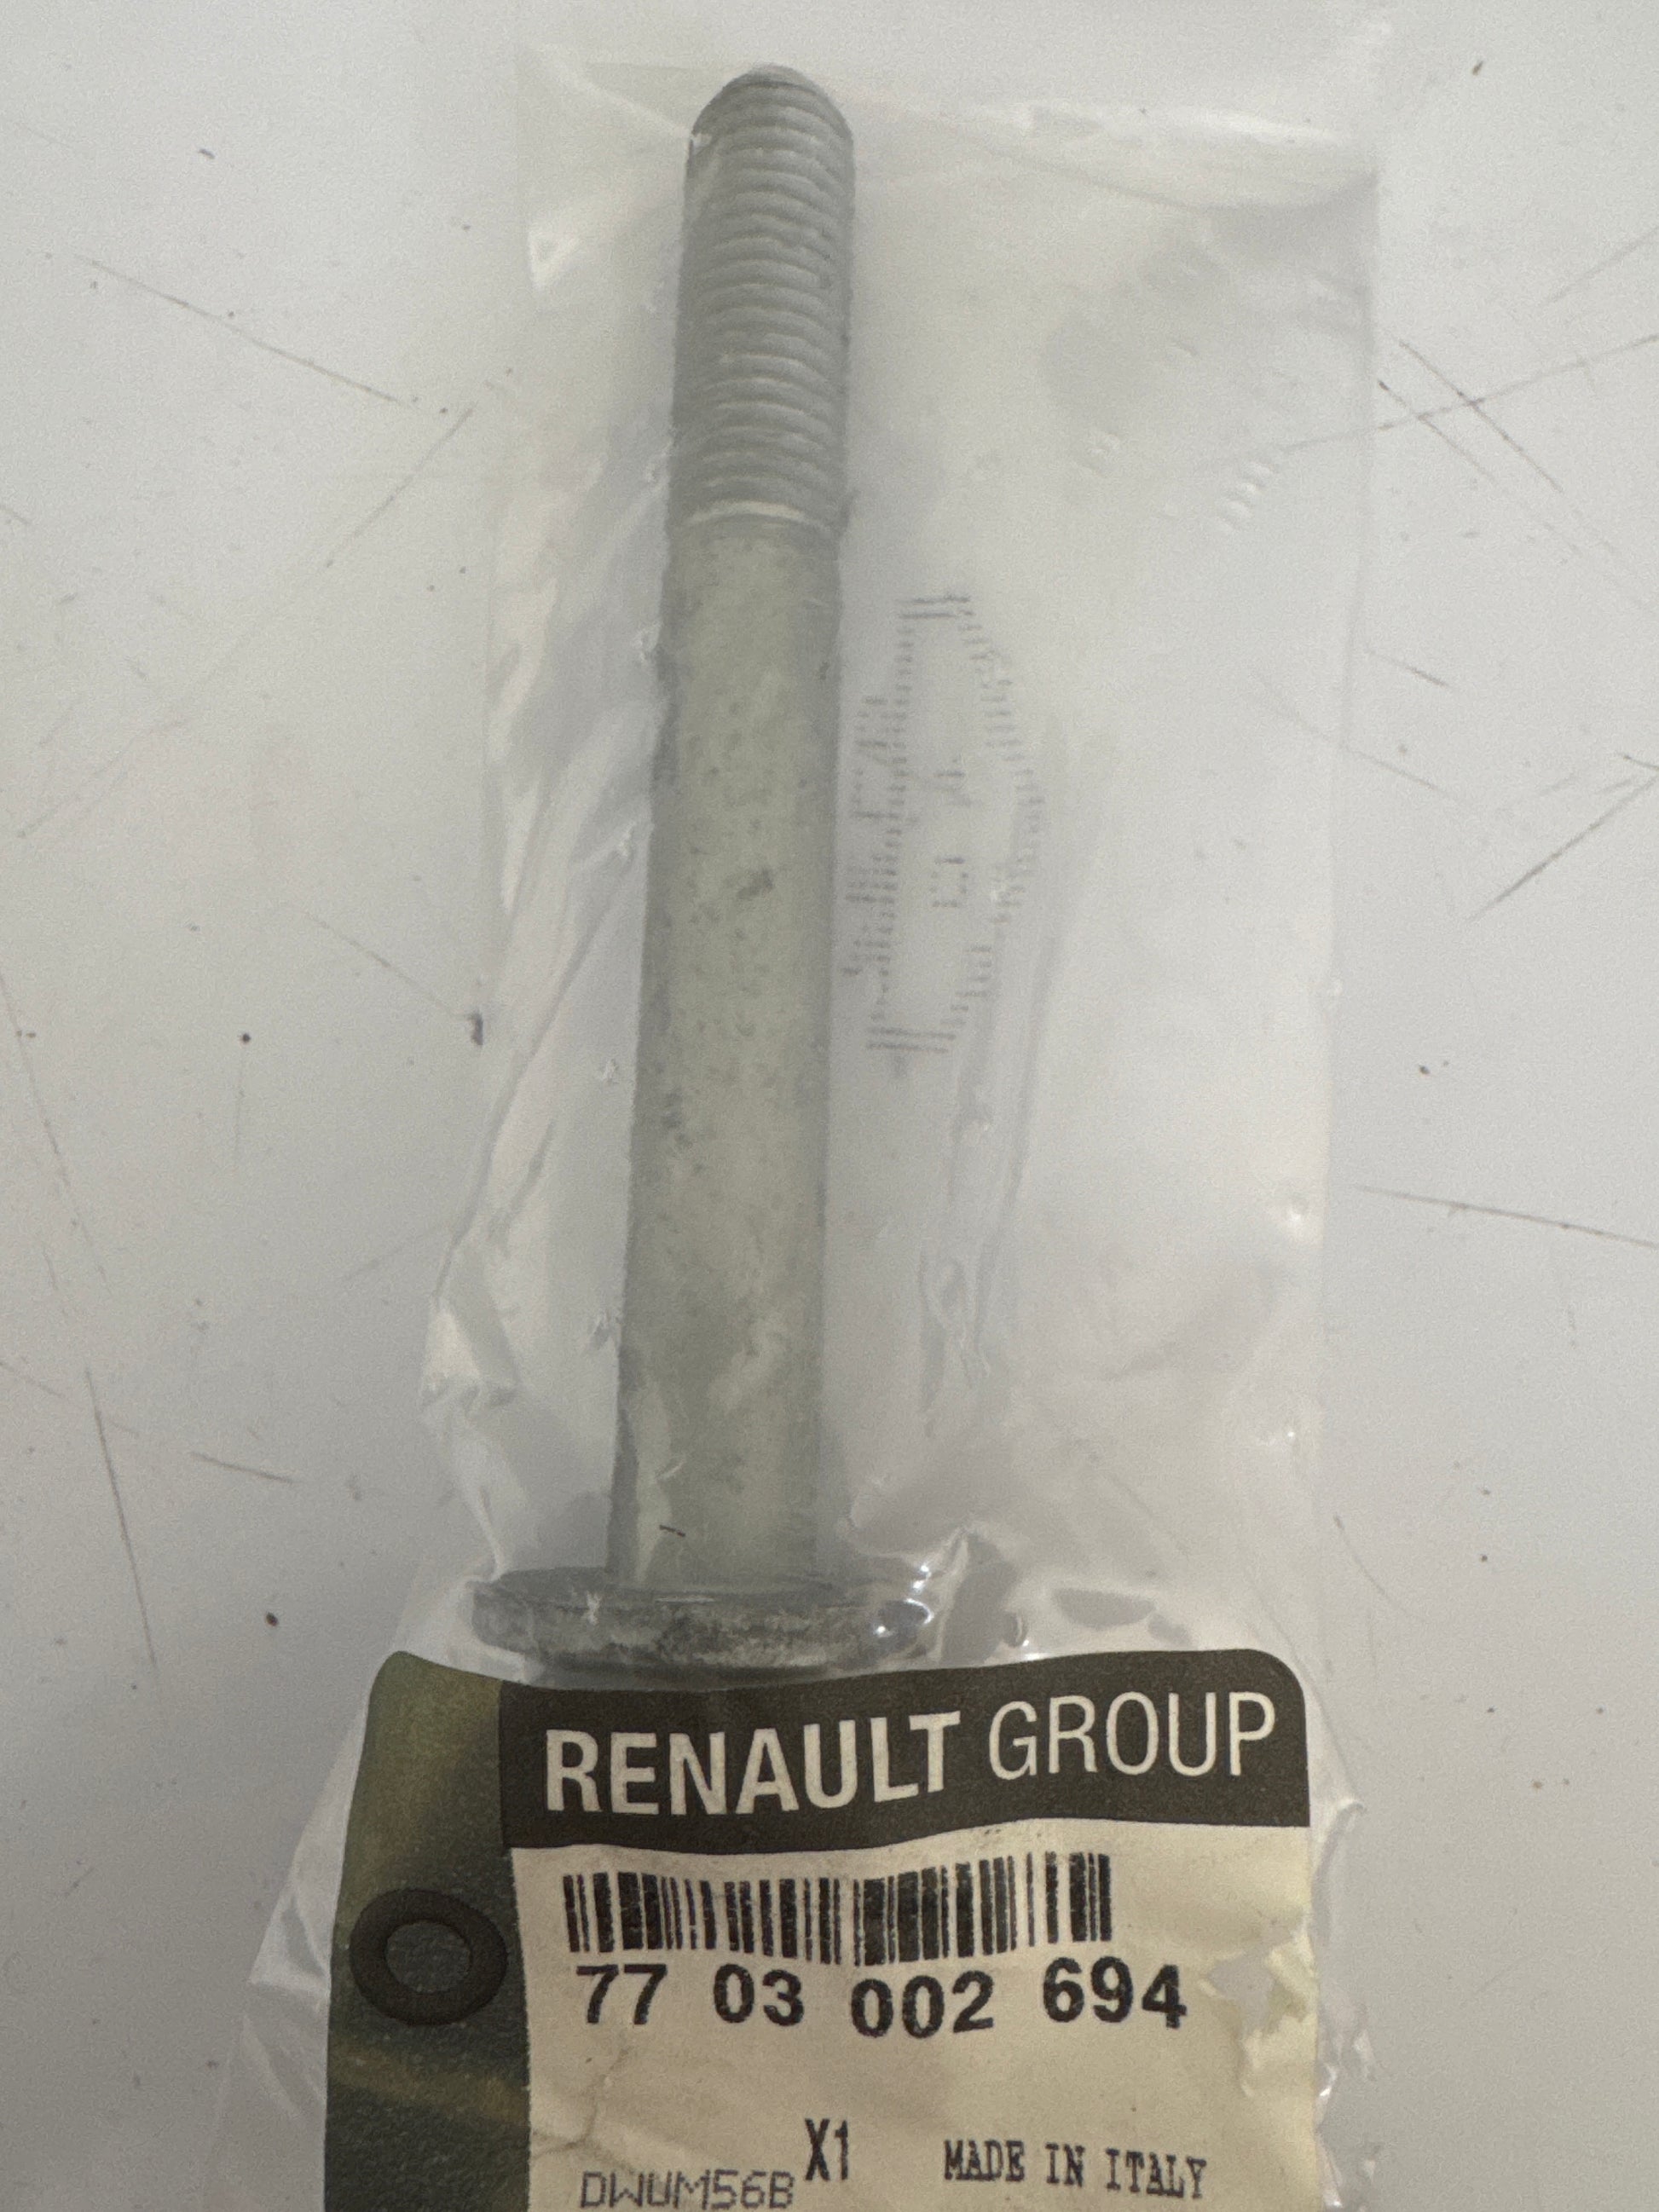 RENAULT GROUP
77 03 002 694
X1
MADE IN ITALY
DWUM56B